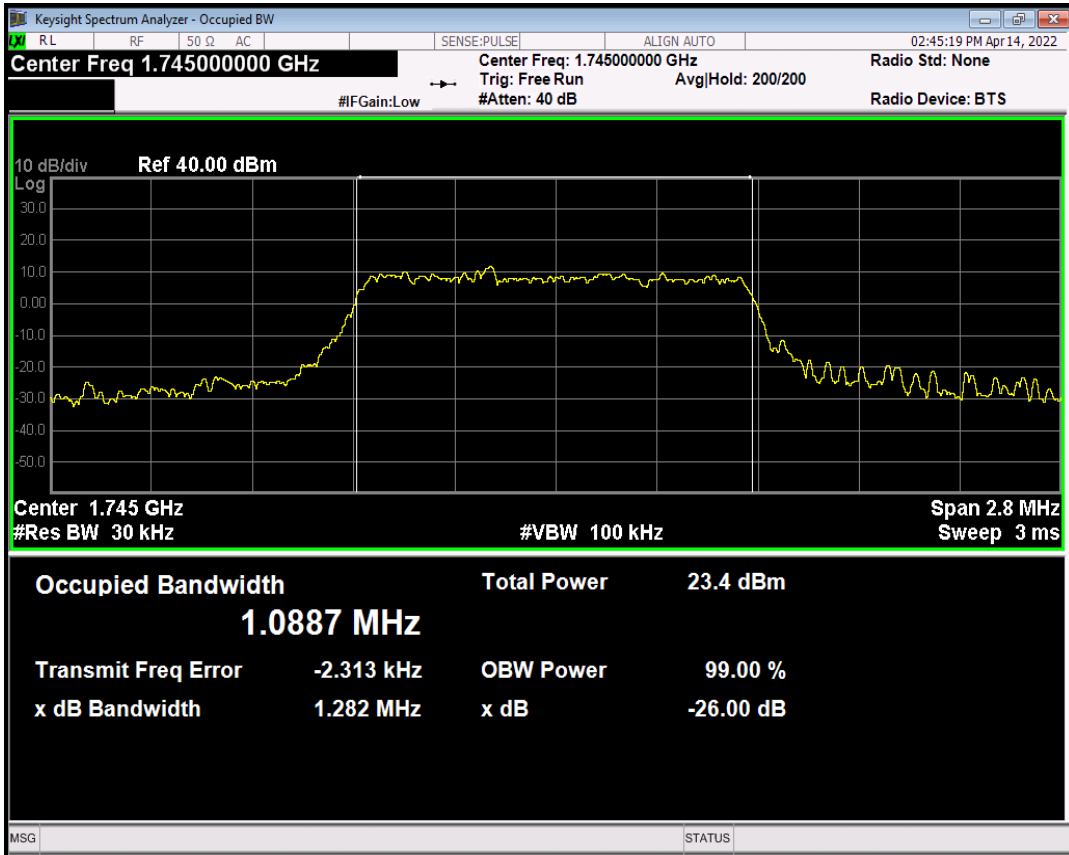 Keysight Spectrum Analyzer - Occupied BW
LXI RL RF 50 Ω AC SENSE:PULSE ALIGN AUTO 02:45:19 PM Apr 14, 2022
Center Freq 1.745000000 GHz
Center Freq: 1.745000000 GHz Radio Std: None
Trig: Free Run Avg|Hold: 200/200
#IFGain:Low #Atten: 40 dB Radio Device: BTS
10 dB/div Ref 40.00 dBm
Log
30.0
20.0
10.0
0.00
-10.0
-20.0
-30.0
-40.0
-50.0
Center 1.745 GHz Span 2.8 MHz
#Res BW 30 kHz #VBW 100 kHz Sweep 3 ms
Occupied Bandwidth Total Power 23.4 dBm
1.0887 MHz
Transmit Freq Error -2.313 kHz OBW Power 99.00 %
x dB Bandwidth 1.282 MHz x dB -26.00 dB
MSG STATUS